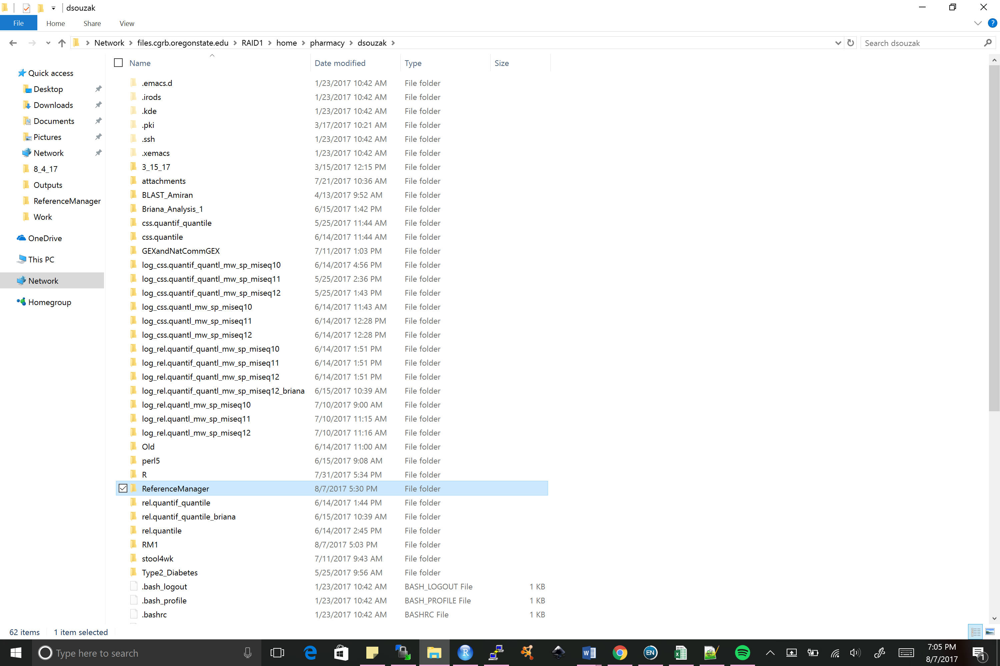 dsouzak
File Home Share View
Network files.cgrb.oregonstate.edu RAID1 home pharmacy dsouzak Search dsouzak
Name Date modified Type Size
Quick access
Desktop
Downloads
Documents
Pictures
Network
8_4_17
Outputs
ReferenceManager
Work
OneDrive
This PC
Network
Homegroup
.emacs.d 1/23/2017 10:42 AM File folder
.irods 1/23/2017 10:42 AM File folder
.kde 1/23/2017 10:42 AM File folder
.pki 3/17/2017 10:21 AM File folder
.ssh 1/23/2017 10:42 AM File folder
.xemacs 1/23/2017 10:42 AM File folder
3_15_17 3/15/2017 12:15 PM File folder
attachments 7/21/2017 10:36 AM File folder
BLAST_Amiran 4/13/2017 9:52 AM File folder
Briana_Analysis_1 6/15/2017 1:42 PM File folder
css.quantif_quantile 5/25/2017 11:44 AM File folder
css.quantile 6/14/2017 11:44 AM File folder
GEXandNatCommGEX 7/11/2017 1:03 PM File folder
log_css.quantif_quantl_mw_sp_miseq10 6/14/2017 4:56 PM File folder
log_css.quantif_quantl_mw_sp_miseq11 5/25/2017 2:36 PM File folder
log_css.quantif_quantl_mw_sp_miseq12 5/25/2017 1:43 PM File folder
log_css.quantl_mw_sp_miseq10 6/14/2017 11:43 AM File folder
log_css.quantl_mw_sp_miseq11 6/14/2017 12:28 PM File folder
log_css.quantl_mw_sp_miseq12 6/14/2017 12:28 PM File folder
log_rel.quantif_quantl_mw_sp_miseq10 6/14/2017 1:51 PM File folder
log_rel.quantif_quantl_mw_sp_miseq11 6/14/2017 1:51 PM File folder
log_rel.quantif_quantl_mw_sp_miseq12 6/14/2017 1:51 PM File folder
log_rel.quantif_quantl_mw_sp_miseq12_briana 6/15/2017 10:39 AM File folder
log_rel.quantl_mw_sp_miseq10 7/10/2017 9:00 AM File folder
log_rel.quantl_mw_sp_miseq11 7/10/2017 11:15 AM File folder
log_rel.quantl_mw_sp_miseq12 7/10/2017 11:16 AM File folder
Old 6/14/2017 11:00 AM File folder
perl5 6/15/2017 9:08 AM File folder
R 7/31/2017 5:34 PM File folder
ReferenceManager 8/7/2017 5:30 PM File folder
rel.quantif_quantile 6/14/2017 1:44 PM File folder
rel.quantif_quantile_briana 6/15/2017 10:39 AM File folder
rel.quantile 6/14/2017 2:45 PM File folder
RM1 8/7/2017 5:03 PM File folder
stool4wk 7/11/2017 9:43 AM File folder
Type2_Diabetes 5/25/2017 9:56 AM File folder
.bash_logout 1/23/2017 10:42 AM BASH_LOGOUT File 1 KB
.bash_profile 1/23/2017 10:42 AM BASH_PROFILE File 1 KB
.bashrc 1/23/2017 10:42 AM BASHRC File 1 KB
62 items 1 item selected
Type here to search
R
EN
7:05 PM
8/7/2017
1